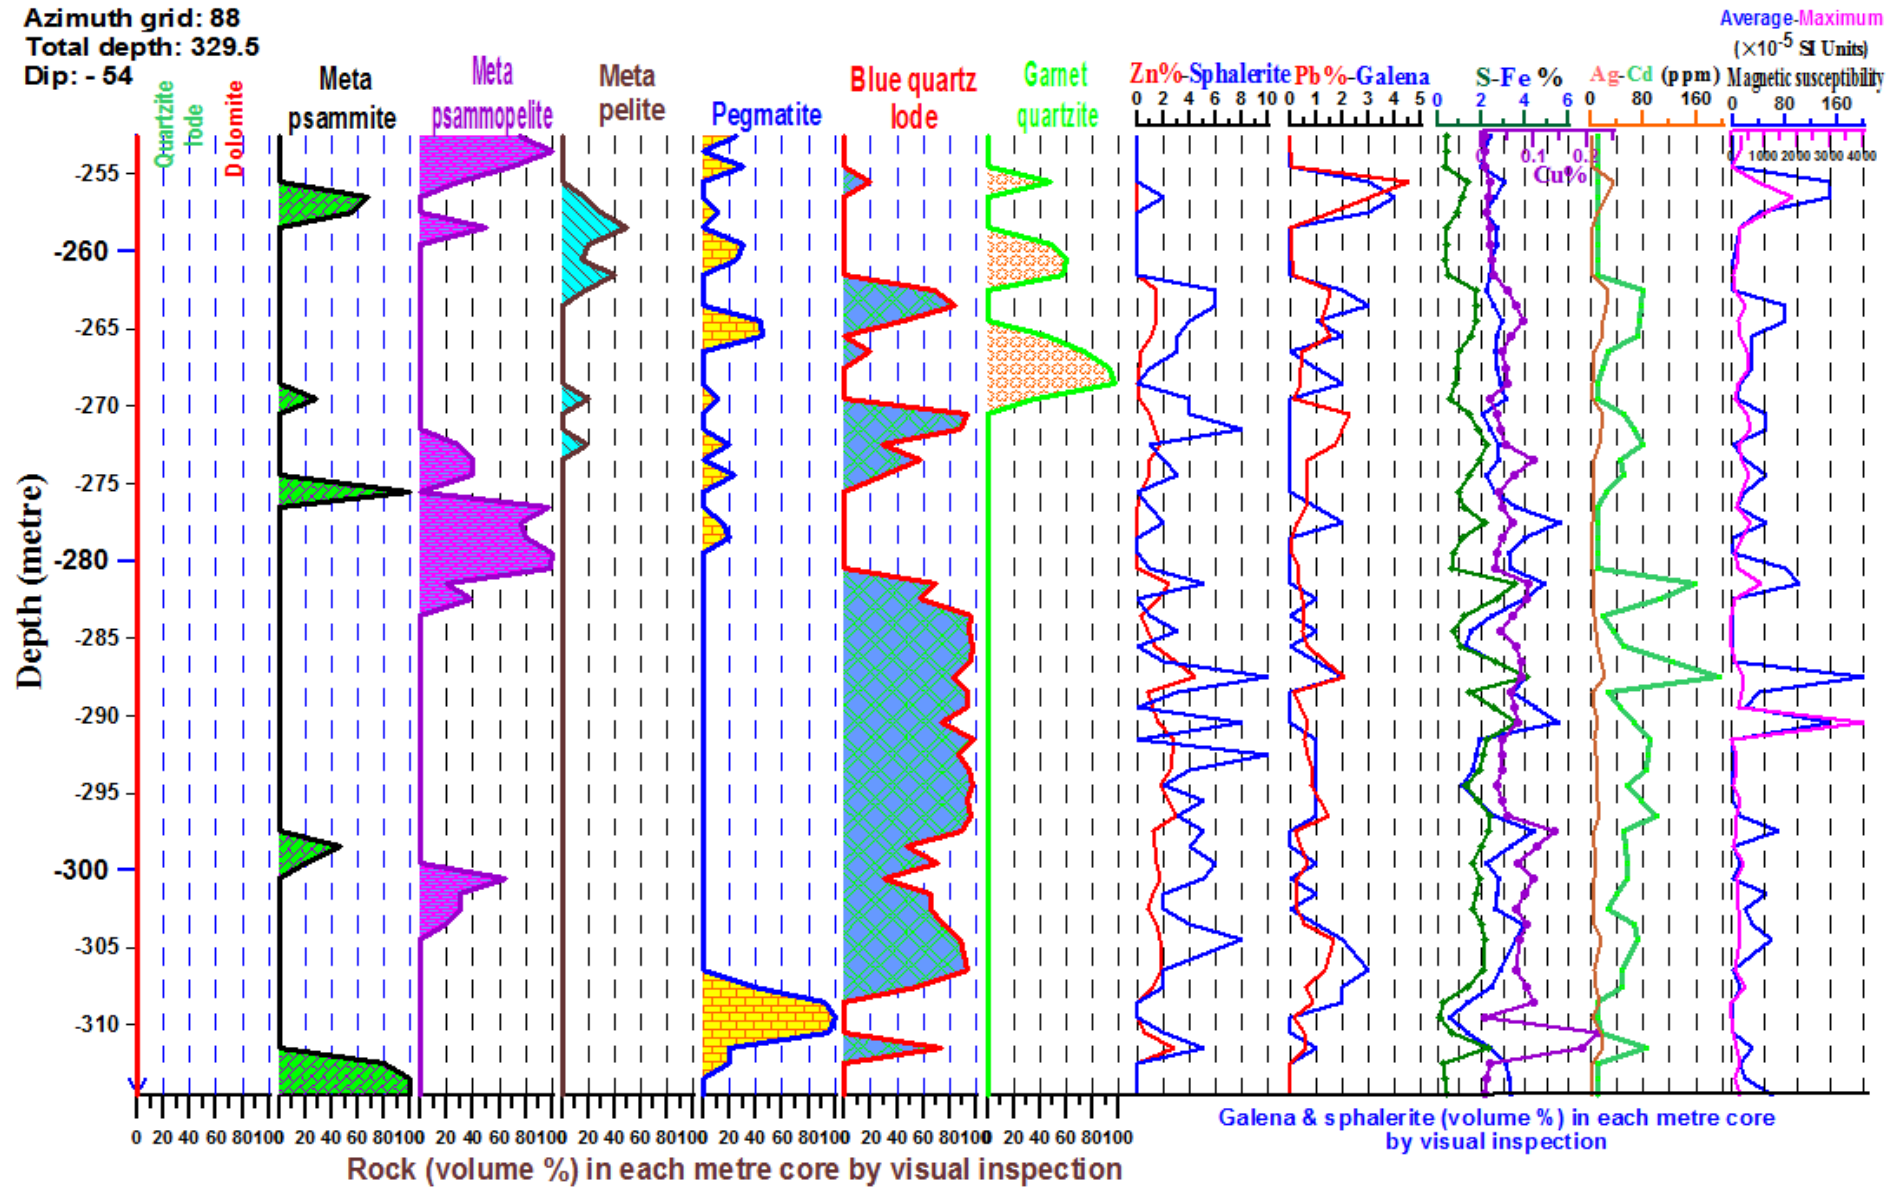 Azimuth grid: 88
Total depth: 329.5
Dip: - 54
Quartzite
lode
Dolomite
Meta
psammite
Meta
psammopelite
Meta
pelite
Pegmatite
Blue quartz
lode
Garnet
quartzite
Zn%-Sphalerite
0 2 4 6 8 10
Pb%-Galena
0 1 2 3 4 5
S-Fe %
0 2 4 6
0 0.1 0.2
Cu%
Ag-Cd (ppm)
0 80 160
Average-Maximum
(×10-5 SI Units)
Magnetic susceptibility
0 80 160
0 1000 2000 3000 4000
Depth (metre)
-255
-260
-265
-270
-275
-280
-285
-290
-295
-300
-305
-310
0 20 40 60 80100 20 40 60 80100 20 40 60 80100 20 40 60 80100 20 40 60 80100 0 20 40 60 80100 0 20 40 60 80100
Rock (volume %) in each metre core by visual inspection
Galena & sphalerite (volume %) in each metre core
by visual inspection